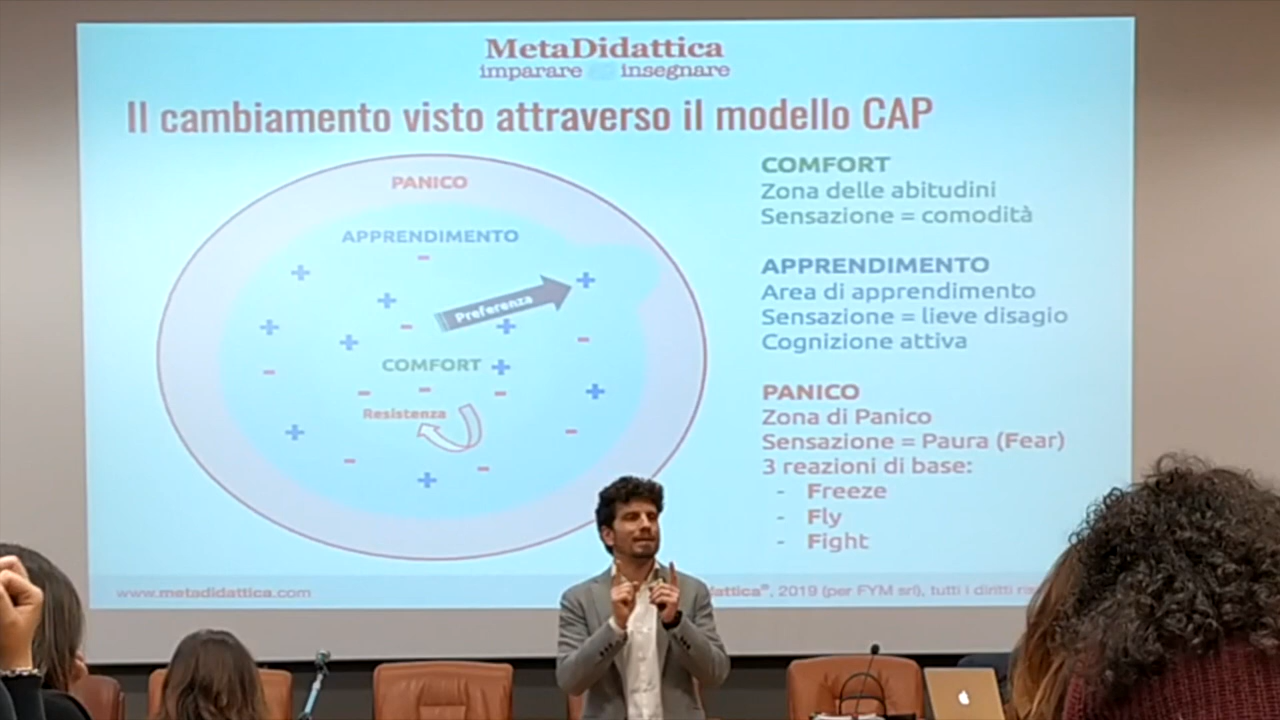 MetaDidattica
imparare insegnare
Il cambiamento visto attraverso il modello CAP
PANICO
APPRENDIMENTO
Preferenza
COMFORT
Resistenza
COMFORT
Zona delle abitudini
Sensazione = comodità
APPRENDIMENTO
Area di apprendimento
Sensazione = lieve disagio
Cognizione attiva
PANICO
Zona di Panico
Sensazione = Paura (Fear)
3 reazioni di base:
- Freeze
- Fly
- Fight
www.metadidattica.com
dattica®, 2019 (per FYM srl), tutti i diritti